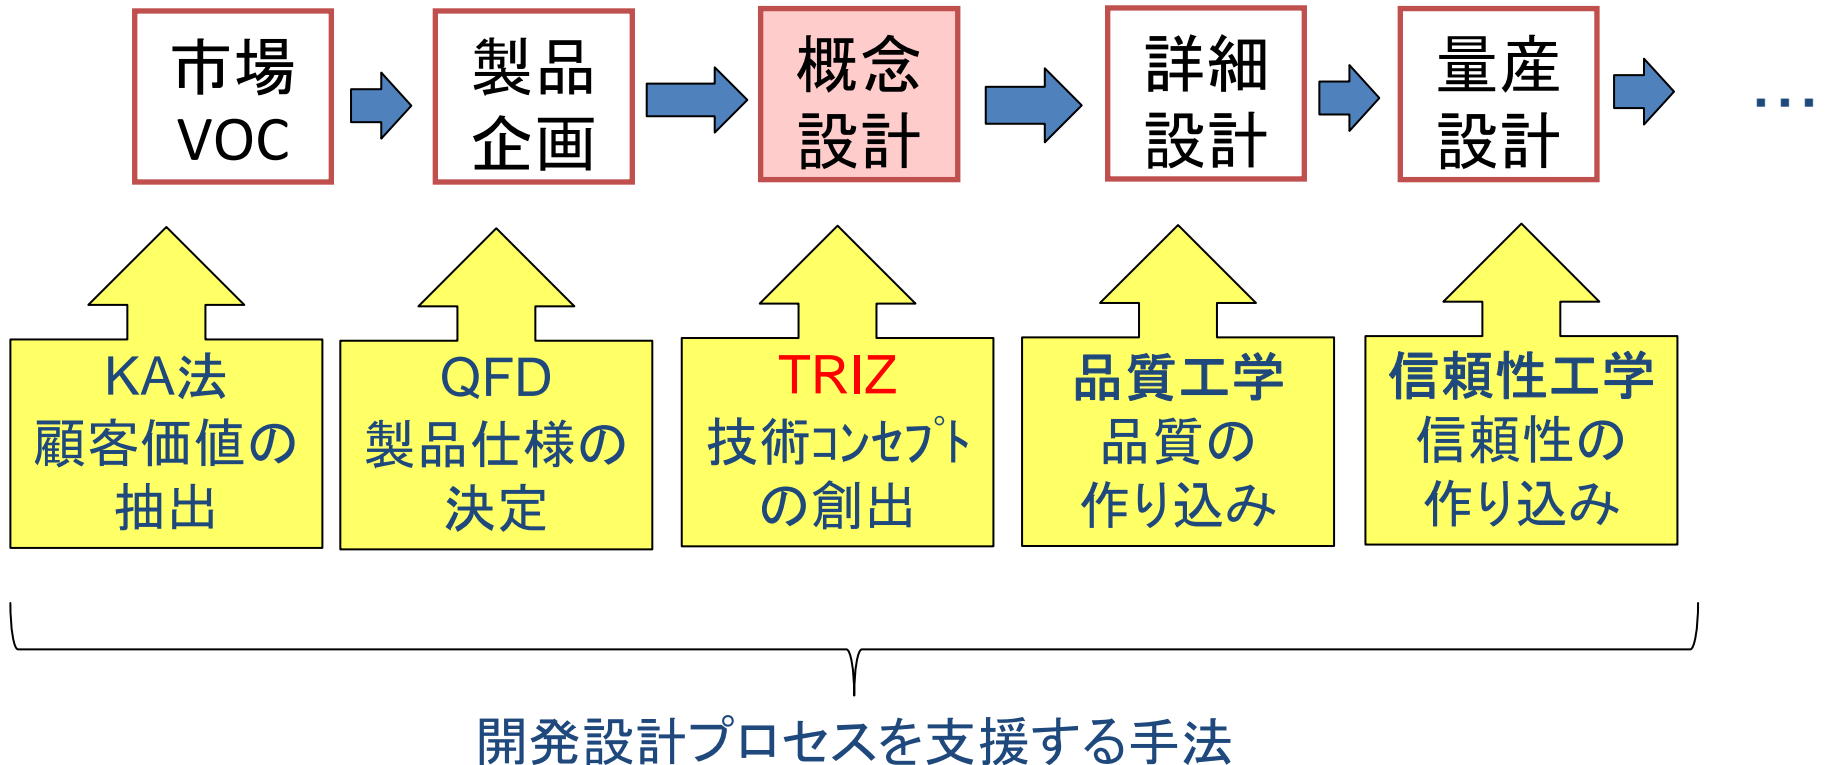 市場
VOC
製品
企画
概念
設計
詳細
設計
量産
設計
…
KA法
顧客価値の
抽出
QFD
製品仕様の
決定
TRIZ
技術コンセプト
の創出
品質工学
品質の
作り込み
信頼性工学
信頼性の
作り込み
開発設計プロセスを支援する手法